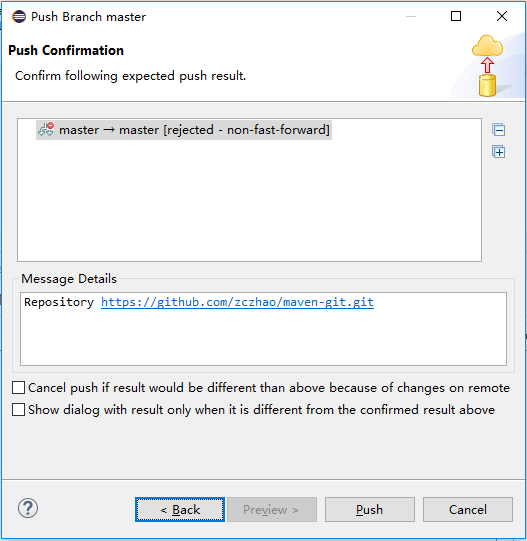 Push Branch master
Push Confirmation
Confirm following expected push result.
master → master [rejected - non-fast-forward]
Message Details
Repository https://github.com/zczhao/maven-git.git
Cancel push if result would be different than above because of changes on remote
Show dialog with result only when it is different from the confirmed result above
?
< Back
Preview >
Push
Cancel